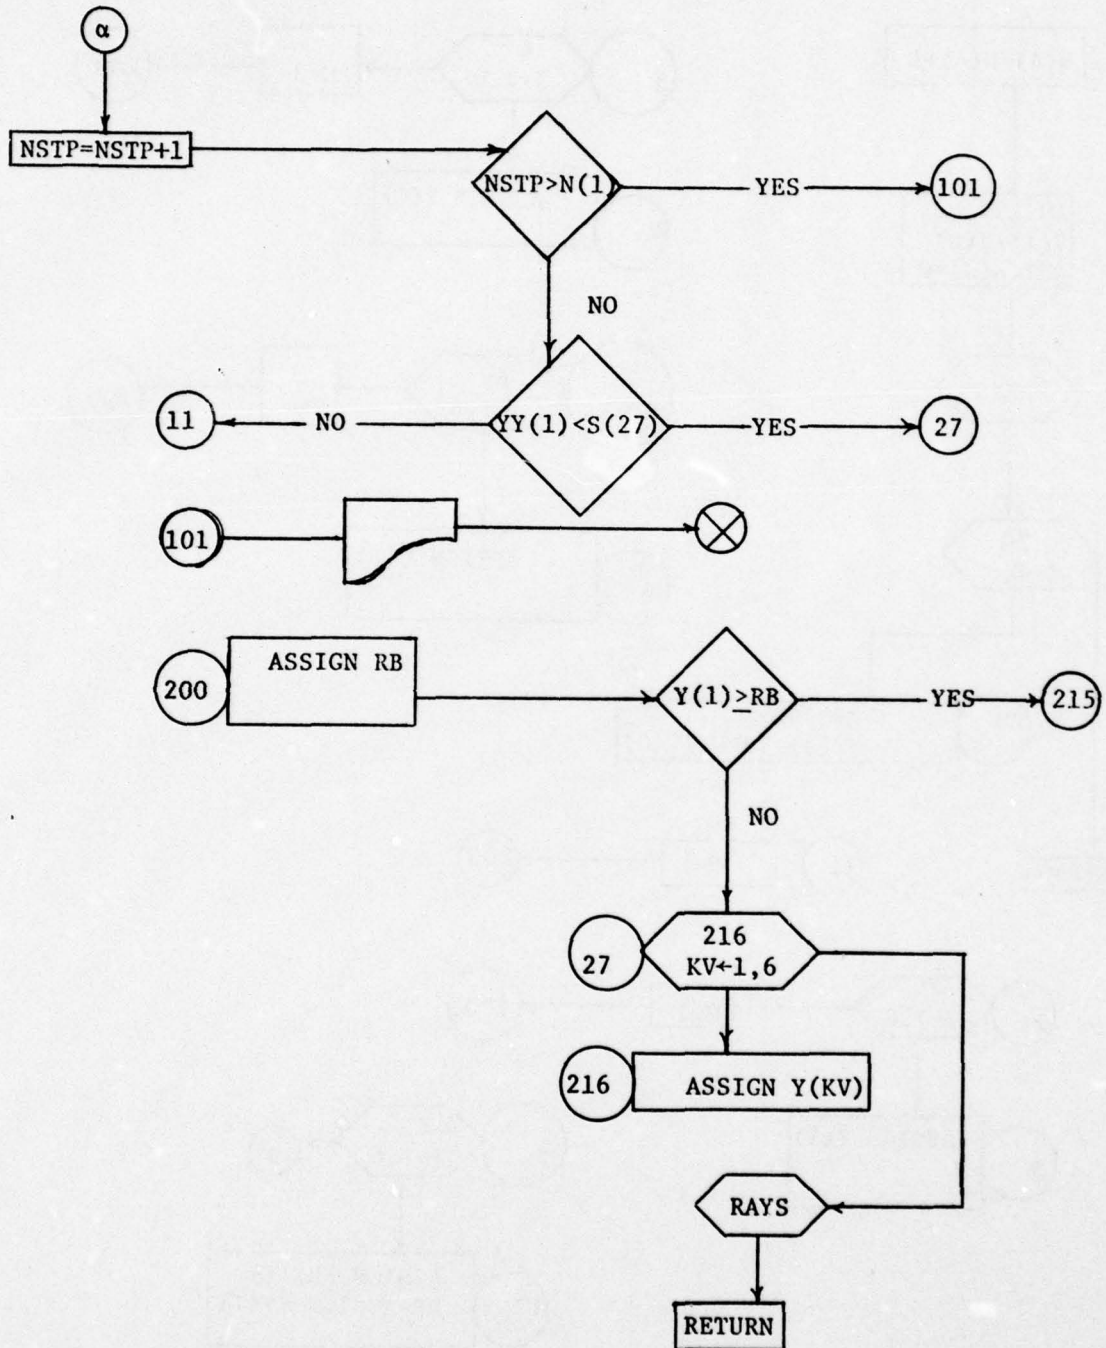 α
NSTP=NSTP+1
NSTP>N(1)
YES
101
NO
11
NO
YY(1)<S(27)
YES
27
101
200
ASSIGN RB
Y(1)≥RB
YES
215
NO
27
216
KV←1,6
216
ASSIGN Y(KV)
RAYS
RETURN